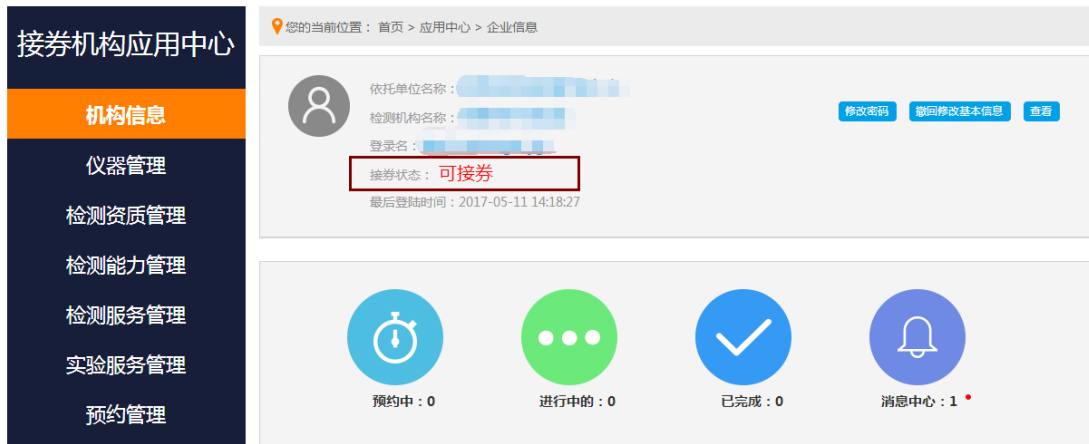 接券机构应用中心
机构信息
仪器管理
检测资质管理
检测能力管理
检测服务管理
实验服务管理
预约管理
您的当前位置： 首页 > 应用中心 > 企业信息
依托单位名称：
检测机构名称：
登录名：
接券状态： 可接券
最后登陆时间：2017-05-11 14:18:27
修改密码 撤回修改基本信息 查看
预约中：0 进行中的：0 已完成：0 消息中心：1